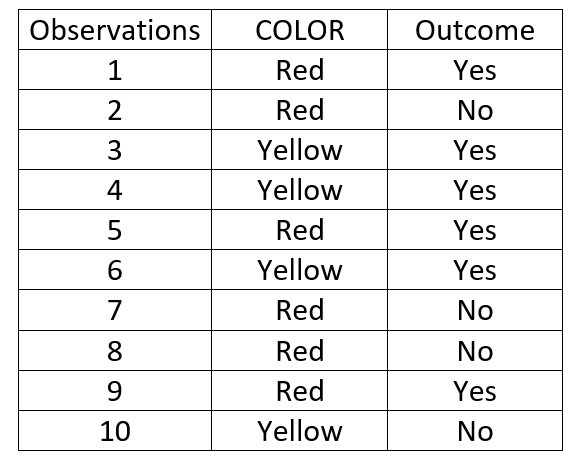 Observations COLOR Outcome
1 Red Yes
2 Red No
3 Yellow Yes
4 Yellow Yes
5 Red Yes
6 Yellow Yes
7 Red No
8 Red No
9 Red Yes
10 Yellow No